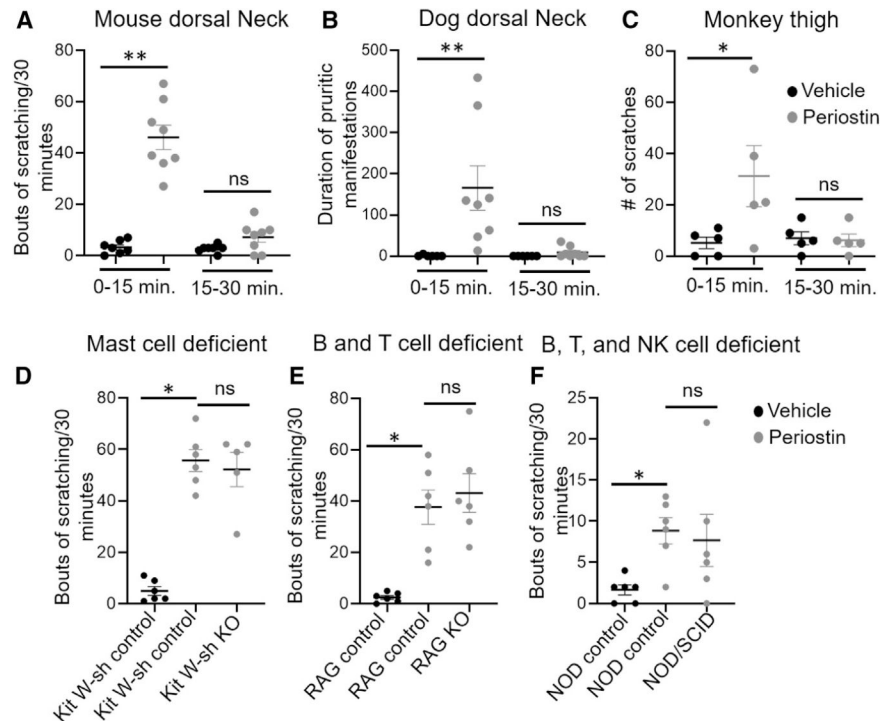 A Mouse dorsal Neck
Bouts of scratching/30
minutes
80
60
40
20
0
**
ns
0-15 min. 15-30 min.
B Dog dorsal Neck
Duration of pruritic
manifestations
500
400
300
200
100
0
**
ns
0-15 min. 15-30 min.
C Monkey thigh
# of scratches
80
60
40
20
0
*
ns
Vehicle
Periostin
0-15 min. 15-30 min.
Mast cell deficient
D
Bouts of scratching/30
minutes
80
60
40
20
0
*
ns
Kit W-sh control
Kit W-sh control
Kit W-sh KO
B and T cell deficient
E
Bouts of scratching/30
minutes
80
60
40
20
0
*
ns
RAG control
RAG control
RAG KO
B, T, and NK cell deficient
F
Bouts of scratching/30
minutes
25
20
15
10
5
0
*
ns
Vehicle
Periostin
NOD control
NOD control
NOD/SCID